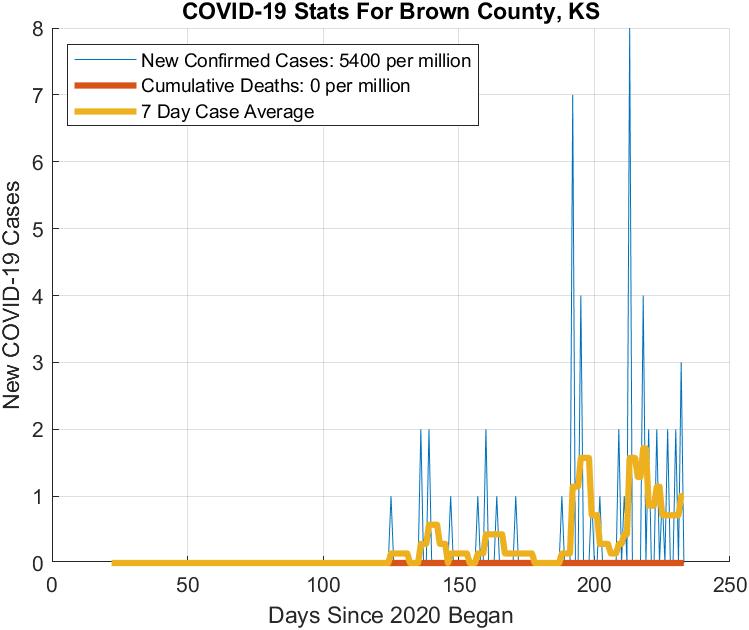 COVID-19 Stats For Brown County, KS
New Confirmed Cases: 5400 per million
Cumulative Deaths: 0 per million
7 Day Case Average
New COVID-19 Cases
8
7
6
5
4
3
2
1
0
0 50 100 150 200 250
Days Since 2020 Began